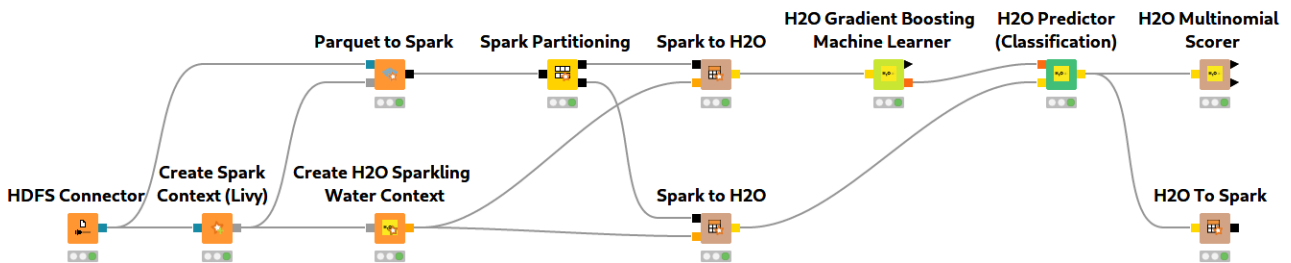 H2O Gradient Boosting
Machine Learner
H2O Predictor
(Classification)
H2O Multinomial
Scorer
Parquet to Spark
Spark Partitioning
Spark to H2O
Create Spark
Context (Livy)
Create H2O Sparkling
Water Context
HDFS Connector
Spark to H2O
H2O To Spark